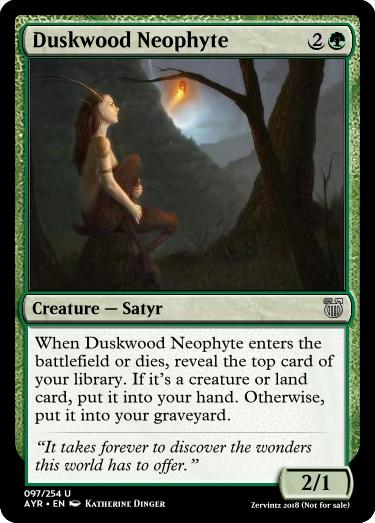 Duskwood Neophyte 2
Creature — Satyr
When Duskwood Neophyte enters the
battlefield or dies, reveal the top card of
your library. If it's a creature or land
card, put it into your hand. Otherwise,
put it into your graveyard.
“It takes forever to discover the wonders
this world has to offer.”
2/1
097/254 U
AYR • EN Katherine Dinger
Zervintz 2018 (Not for sale)